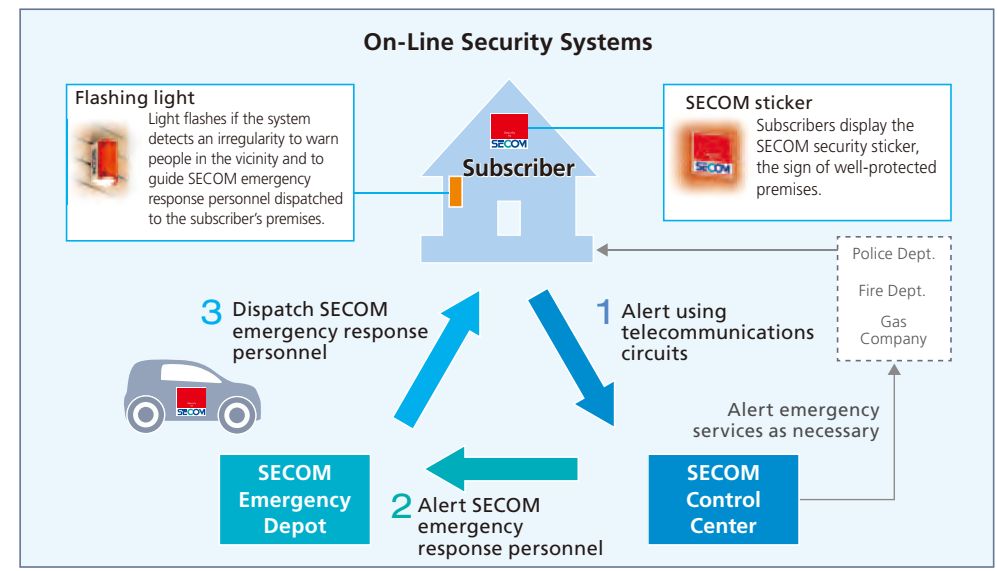 On-Line Security Systems
Flashing light
Light flashes if the system
detects an irregularity to warn
people in the vicinity and to
guide SECOM emergency
response personnel dispatched
to the subscriber's premises.
SECOM
Subscriber
SECOM sticker
SECOM
Subscribers display the
SECOM security sticker,
the sign of well-protected
premises.
Police Dept.
Fire Dept.
Gas
Company
3 Dispatch SECOM
emergency response
personnel
1 Alert using
telecommunications
circuits
SECOM
Alert emergency
services as necessary
SECOM
Emergency
Depot
2 Alert SECOM
emergency
response personnel
SECOM
Control
Center